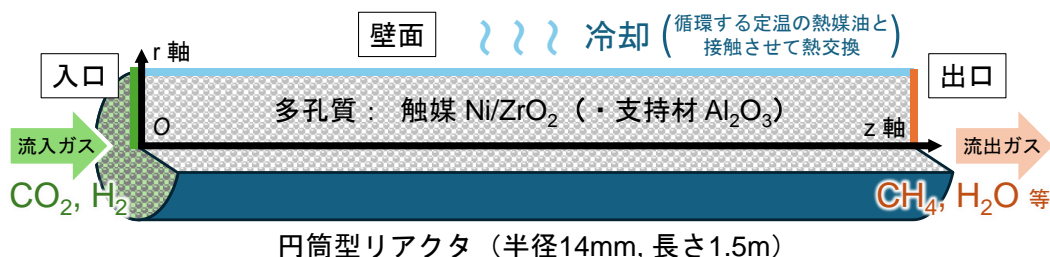 壁面
冷却（循環する定温の熱媒油と
接触させて熱交換）
r 軸
入口
出口
多孔質： 触媒 Ni/ZrO₂（・支持材 Al₂O₃）
O
z 軸
流入ガス
流出ガス
CO₂, H₂
CH₄, H₂O 等
円筒型リアクタ（半径14mm, 長さ1.5m）